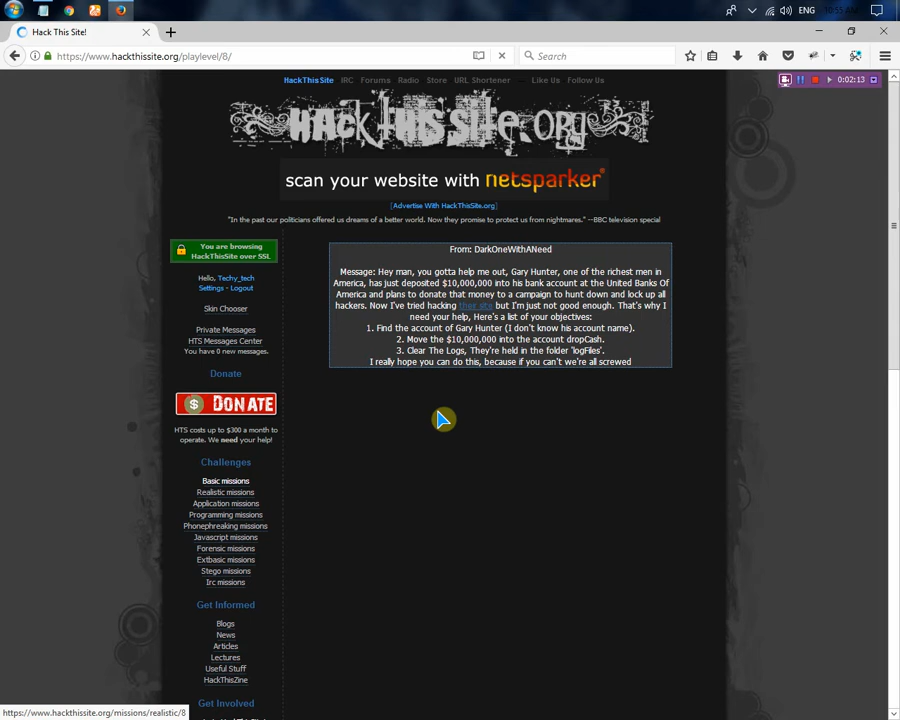 ENG
10:55 AM
Hack This Site!
https://www.hackthissite.org/playlevel/8/
Search
HackThisSite IRC Forums Radio Store URL Shortener Like Us Follow Us
0:02:13
HACKTHISSITE.ORG
scan your website with netsparker
[Advertise With HackThisSite.org]
"In the past our politicians offered us dreams of a better world. Now they promise to protect us from nightmares." --BBC television special
You are browsing
HackThisSite over SSL
Hello, Techy_tech
Settings - Logout
Skin Chooser
Private Messages
HTS Messages Center
You have 0 new messages.
Donate
$ DONATE
HTS costs up to $300 a month to
operate. We need your help!
Challenges
Basic missions
Realistic missions
Application missions
Programming missions
Phonephreaking missions
Javascript missions
Forensic missions
Extbasic missions
Stego missions
Irc missions
Get Informed
Blogs
News
Articles
Lectures
Useful Stuff
HackThisZine
Get Involved
From: DarkOneWithANeed
Message: Hey man, you gotta help me out, Gary Hunter, one of the richest men in
America, has just deposited $10,000,000 into his bank account at the United Banks Of
America and plans to donate that money to a campaign to hunt down and lock up all
hackers. Now I've tried hacking their site but I'm just not good enough. That's why I
need your help, Here's a list of your objectives:
1. Find the account of Gary Hunter (I don't know his account name).
2. Move the $10,000,000 into the account dropCash.
3. Clear The Logs, They're held in the folder 'logFiles'.
I really hope you can do this, because if you can't we're all screwed
https://www.hackthissite.org/missions/realistic/8